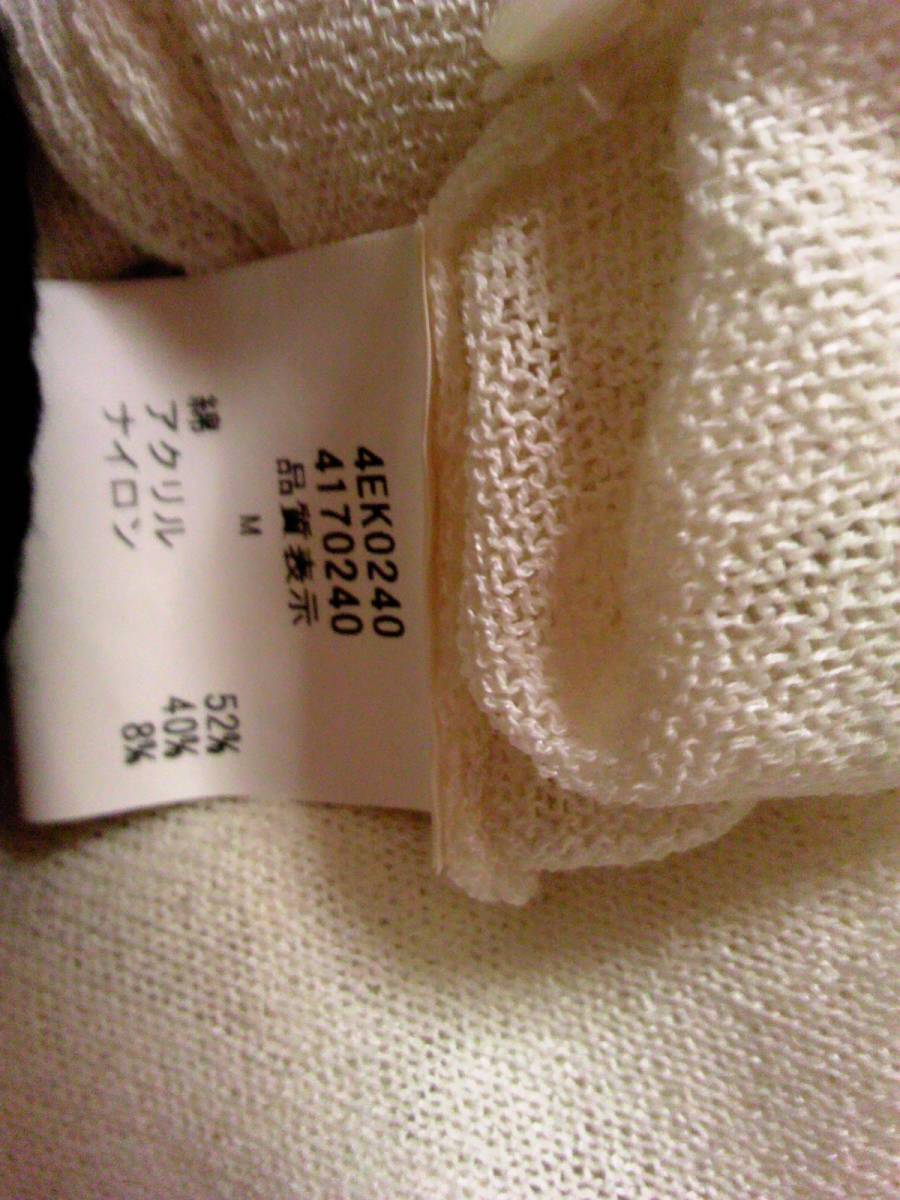 4EK0240
4170240
品質表示
M
綿 52%
アクリル 40%
ナイロン 8%